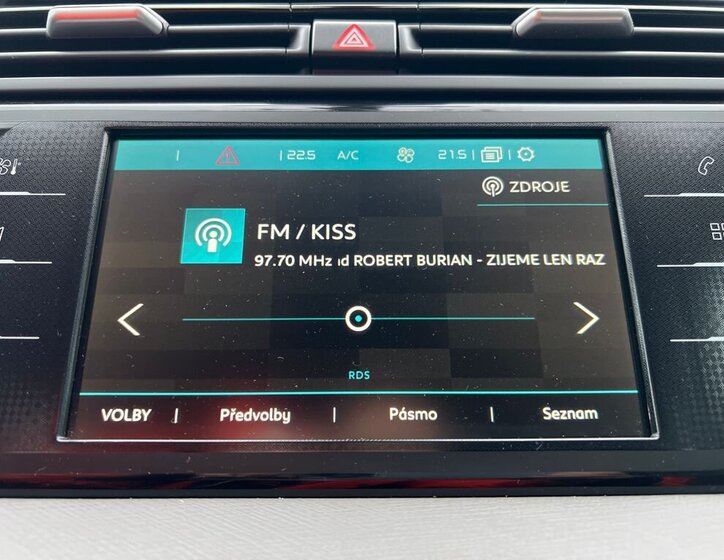 22.5 A/C 21.5
ZDROJE
FM / KISS
97.70 MHz ıd ROBERT BURIAN - ZIJEME LEN RAZ
RDS
VOLBY Předvolby Pásmo Seznam